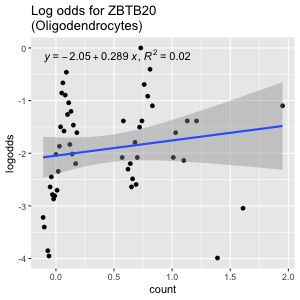 Log odds for ZBTB20
(Oligodendrocytes)
y = −2.05 + 0.289 x, R² = 0.02
0
-1
-2
-3
-4
logodds
0.0 0.5 1.0 1.5 2.0
count